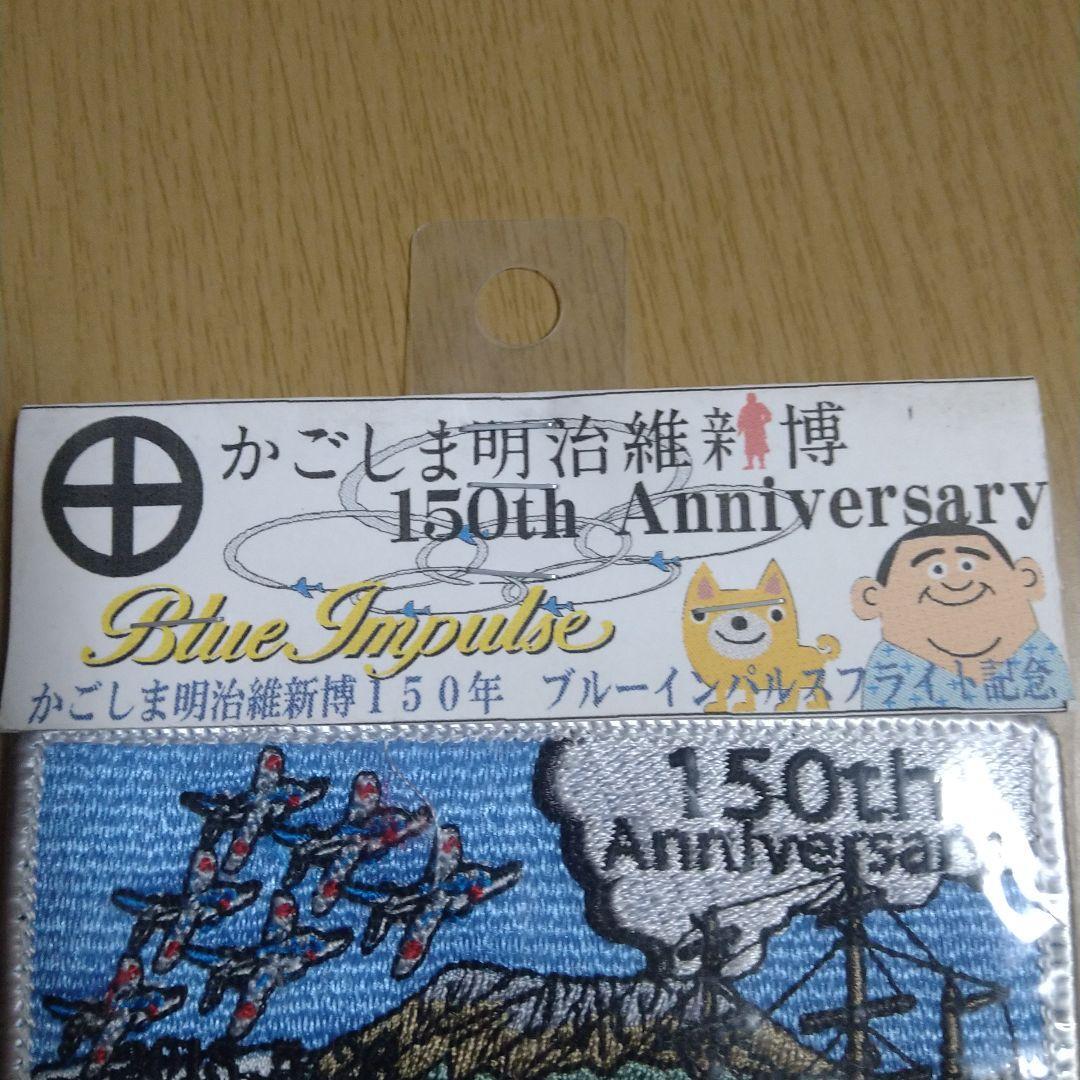 かごしま明治維新博
150th Anniversary
Blue Impulse
かごしま明治維新博150年 ブルーインパルスフライト記念
150th
Anniversary